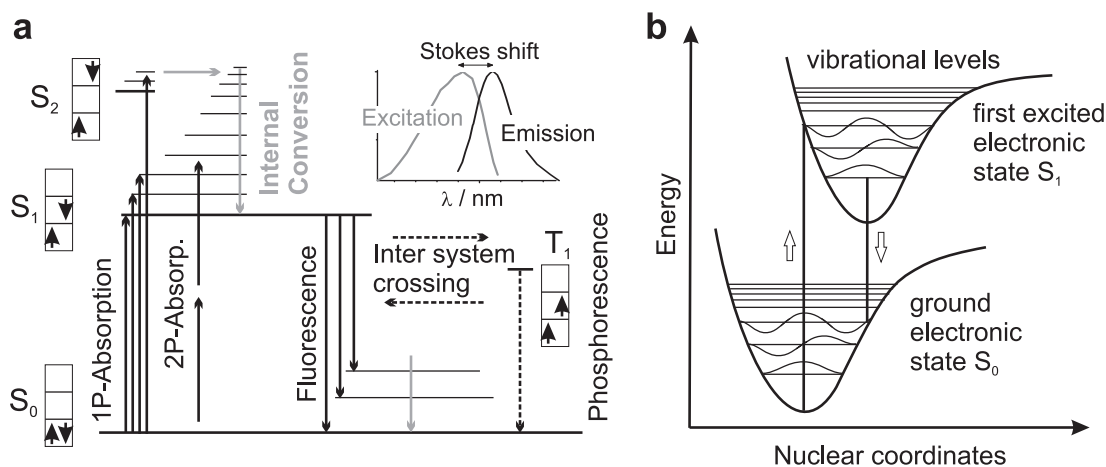 a
Stokes shift
Excitation
Emission
λ / nm
S2
S1
S0
1P-Absorption
2P-Absorp.
Internal
Conversion
Fluorescence
Inter system
crossing
T1
Phosphorescence
b
vibrational levels
first excited
electronic
state S1
Energy
ground
electronic
state S0
Nuclear coordinates